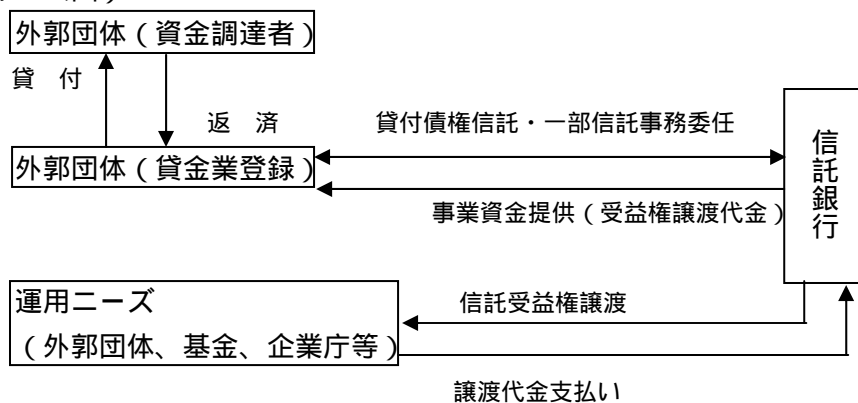 外郭団体（資金調達者）
貸　付
返　済
貸付債権信託・一部信託事務委任
外郭団体（貸金業登録）
信託銀行
事業資金提供（受益権譲渡代金）
運用ニーズ
（外郭団体、基金、企業庁等）
信託受益権譲渡
譲渡代金支払い